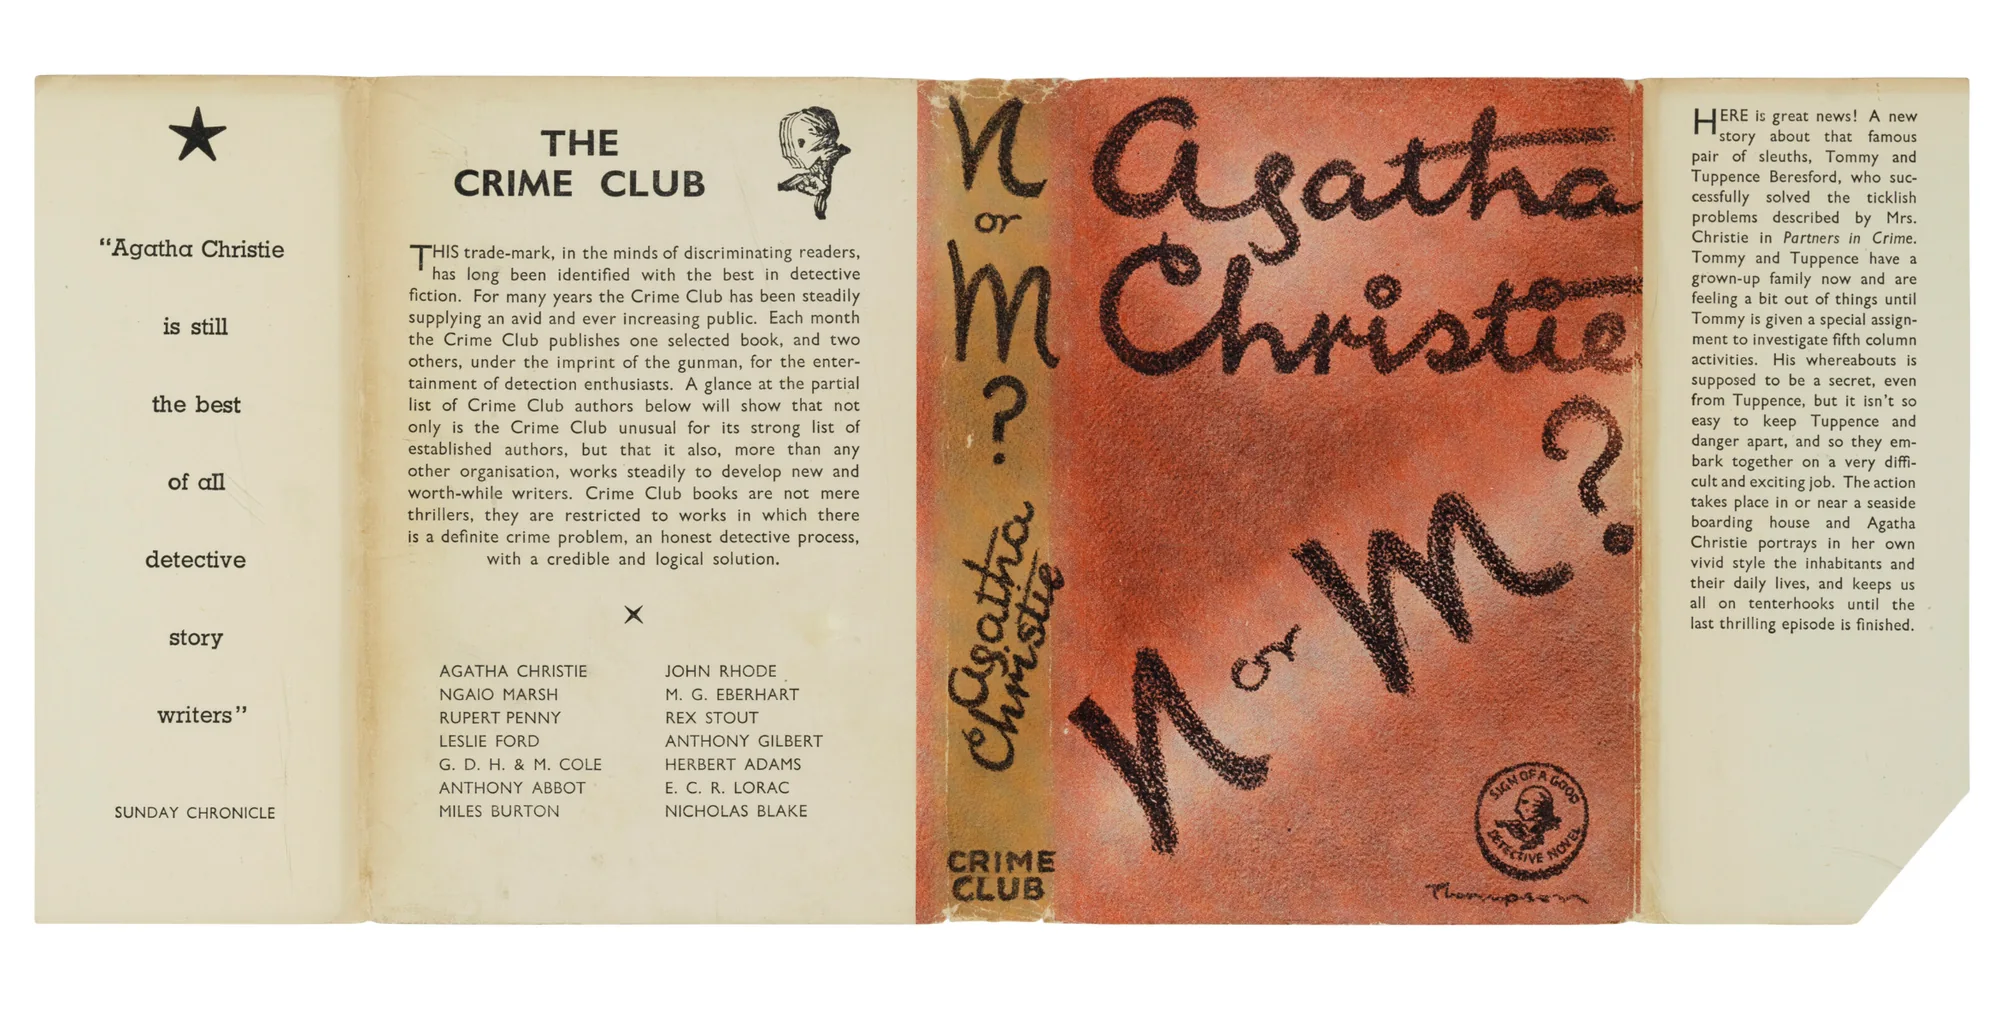 "Agatha Christie
is still
the best
of all
detective
story
writers"
SUNDAY CHRONICLE
THE
CRIME CLUB
THIS trade-mark, in the minds of discriminating readers,
has long been identified with the best in detective
fiction. For many years the Crime Club has been steadily
supplying an avid and ever increasing public. Each month
the Crime Club publishes one selected book, and two
others, under the imprint of the gunman, for the enter-
tainment of detection enthusiasts. A glance at the partial
list of Crime Club authors below will show that not
only is the Crime Club unusual for its strong list of
established authors, but that it also, more than any
other organisation, works steadily to develop new and
worth-while writers. Crime Club books are not mere
thrillers, they are restricted to works in which there
is a definite crime problem, an honest detective process,
with a credible and logical solution.
AGATHA CHRISTIE
NGAIO MARSH
RUPERT PENNY
LESLIE FORD
G. D. H. & M. COLE
ANTHONY ABBOT
MILES BURTON
JOHN RHODE
M. G. EBERHART
REX STOUT
ANTHONY GILBERT
HERBERT ADAMS
E. C. R. LORAC
NICHOLAS BLAKE
N
or
M
?
Agatha
Christie
CRIME
CLUB
Agatha
Christie
N or M?
SIGN OF A GOOD
DETECTIVE NOVEL
Thompson
HERE is great news! A new
story about that famous
pair of sleuths, Tommy and
Tuppence Beresford, who suc-
cessfully solved the ticklish
problems described by Mrs.
Christie in Partners in Crime.
Tommy and Tuppence have a
grown-up family now and are
feeling a bit out of things until
Tommy is given a special assign-
ment to investigate fifth column
activities. His whereabouts is
supposed to be a secret, even
from Tuppence, but it isn't so
easy to keep Tuppence and
danger apart, and so they em-
bark together on a very diffi-
cult and exciting job. The action
takes place in or near a seaside
boarding house and Agatha
Christie portrays in her own
vivid style the inhabitants and
their daily lives, and keeps us
all on tenterhooks until the
last thrilling episode is finished.